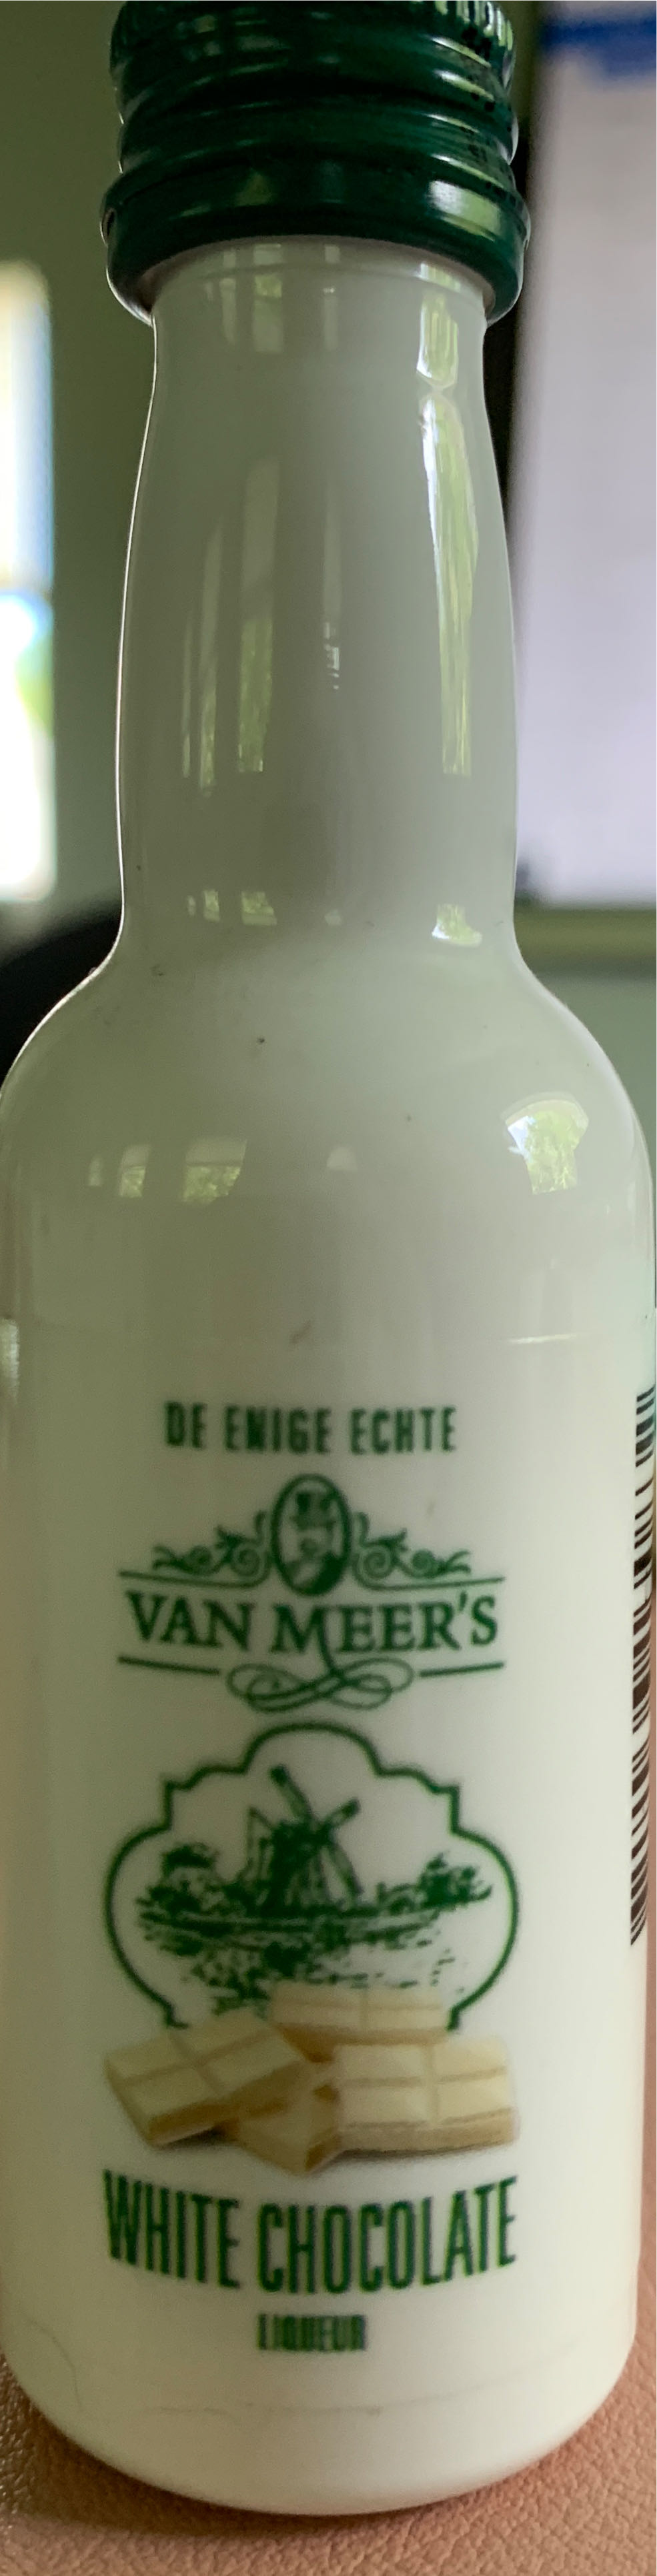 DE ENIGE ECHTE
VAN MEER'S
WHITE CHOCOLATE
LIQUEUR